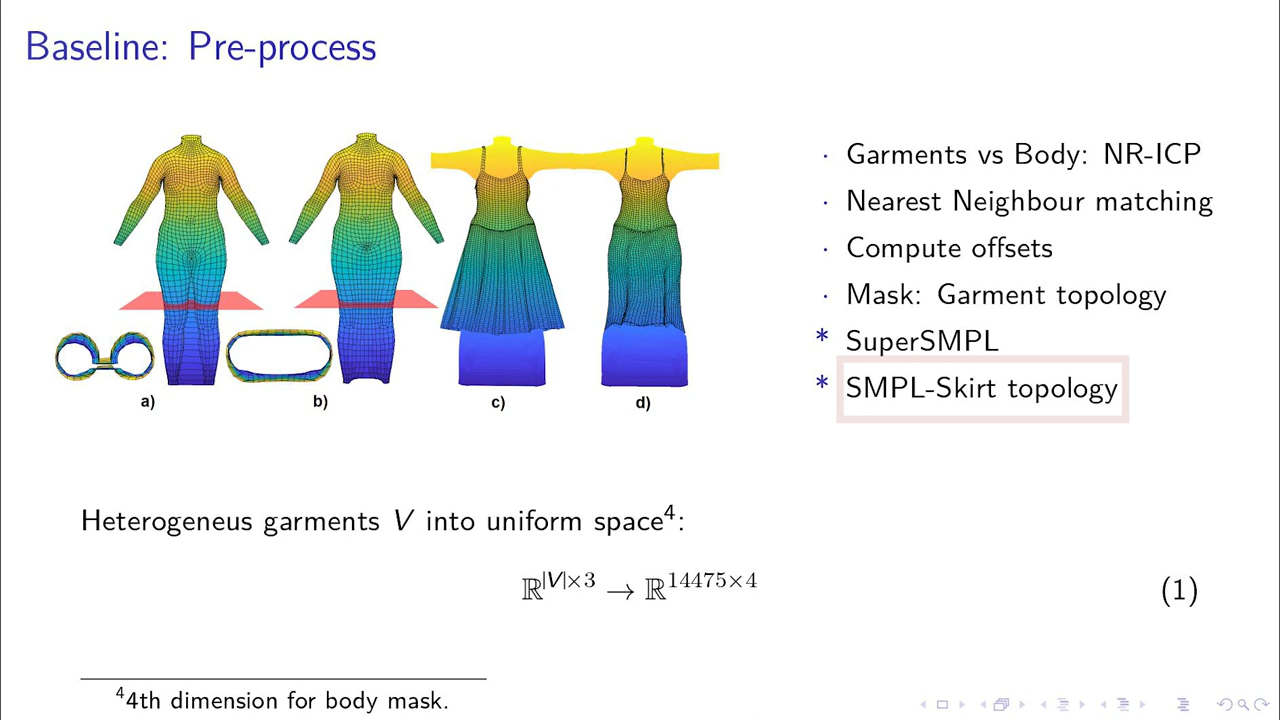 Baseline: Pre-process
a)
b)
c)
d)
· Garments vs Body: NR-ICP
· Nearest Neighbour matching
· Compute offsets
· Mask: Garment topology
* SuperSMPL
* SMPL-Skirt topology
Heterogeneus garments V into uniform space⁴:
ℝ^{|V|×3} → ℝ^{14475×4} (1)
⁴4th dimension for body mask.